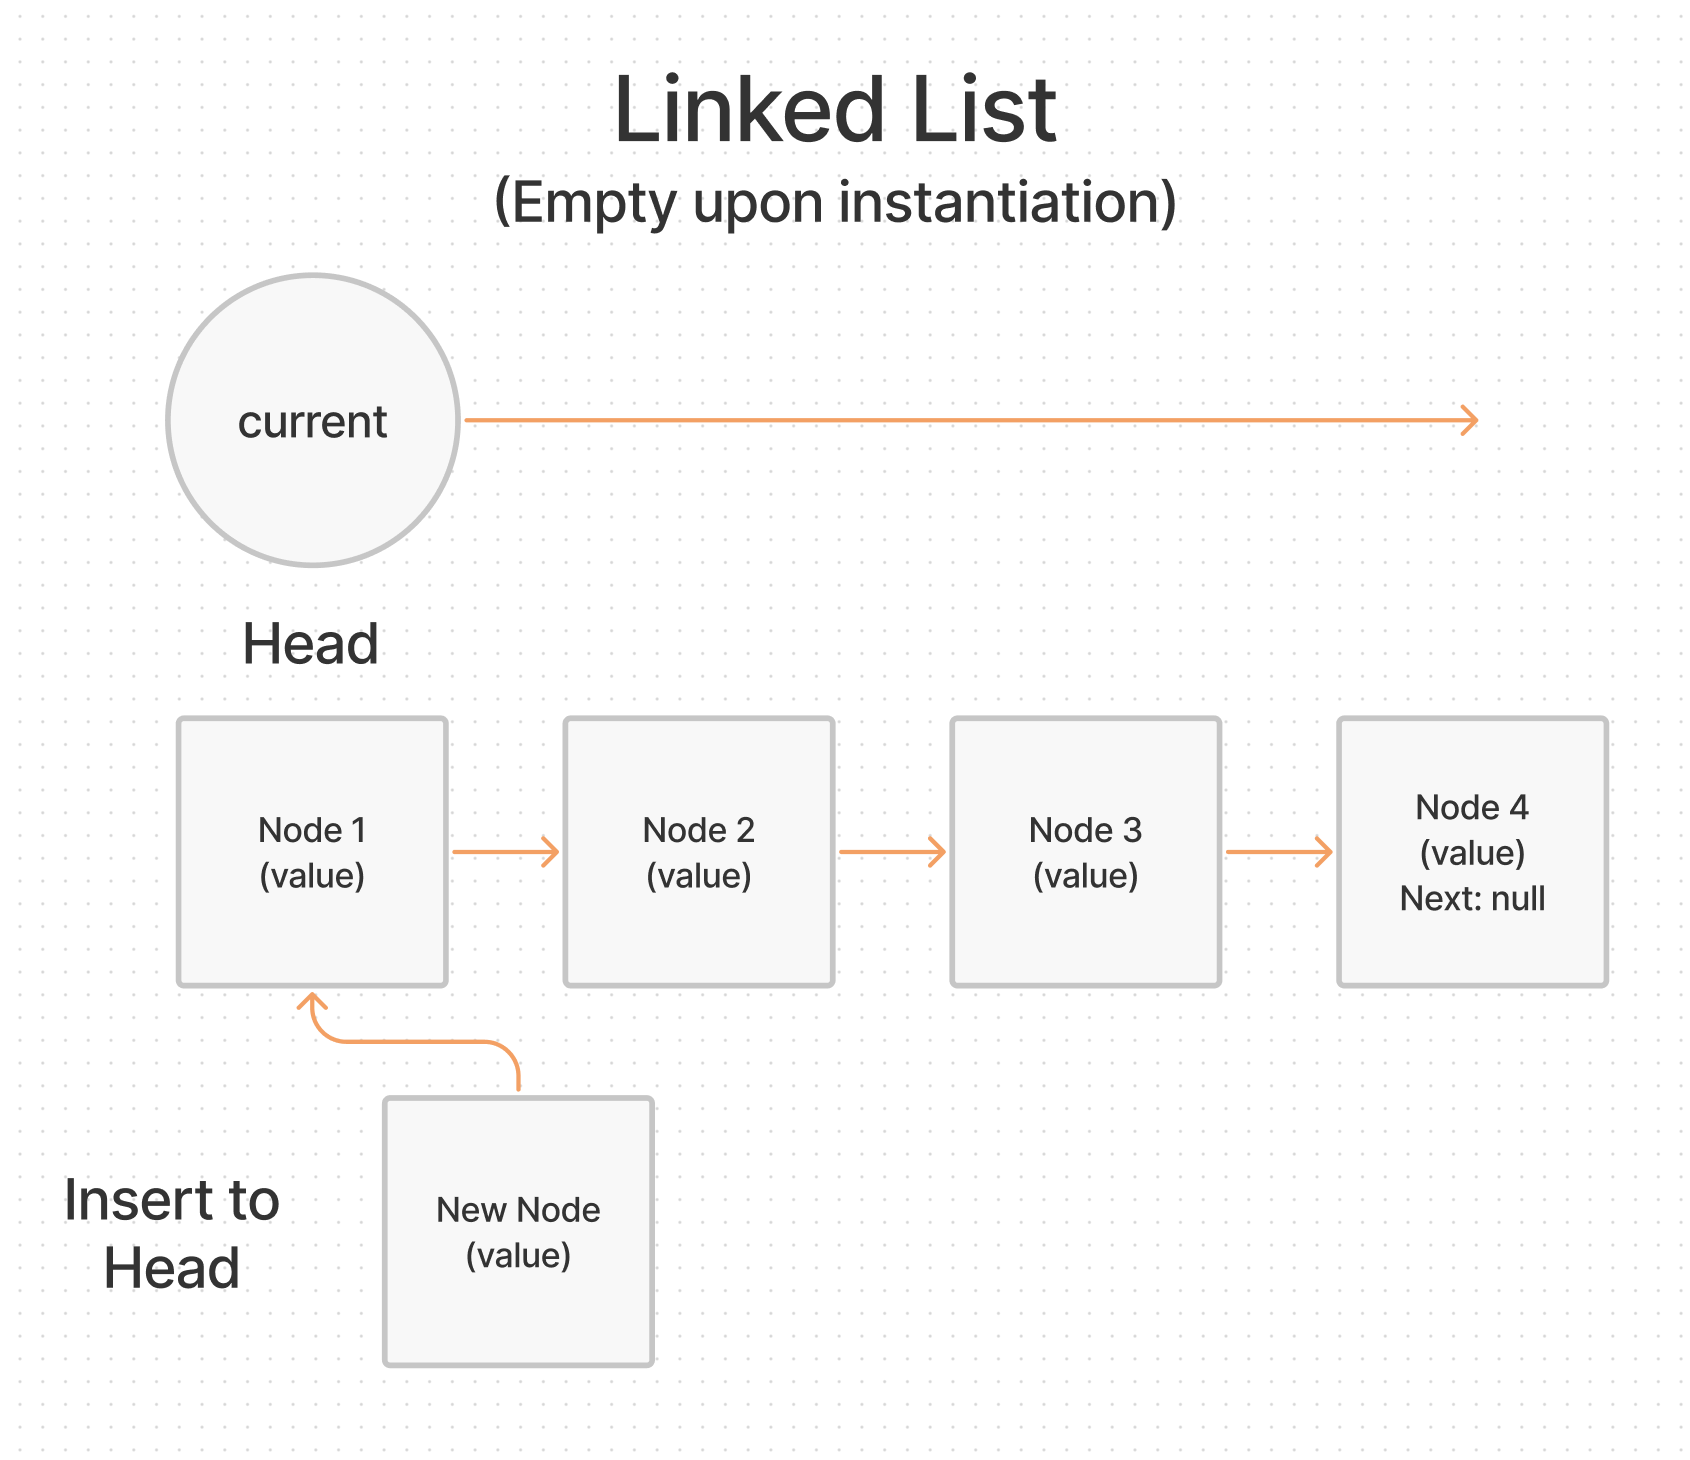 Linked List
(Empty upon instantiation)
current
Head
Node 1
(value)
Node 2
(value)
Node 3
(value)
Node 4
(value)
Next: null
Insert to
Head
New Node
(value)